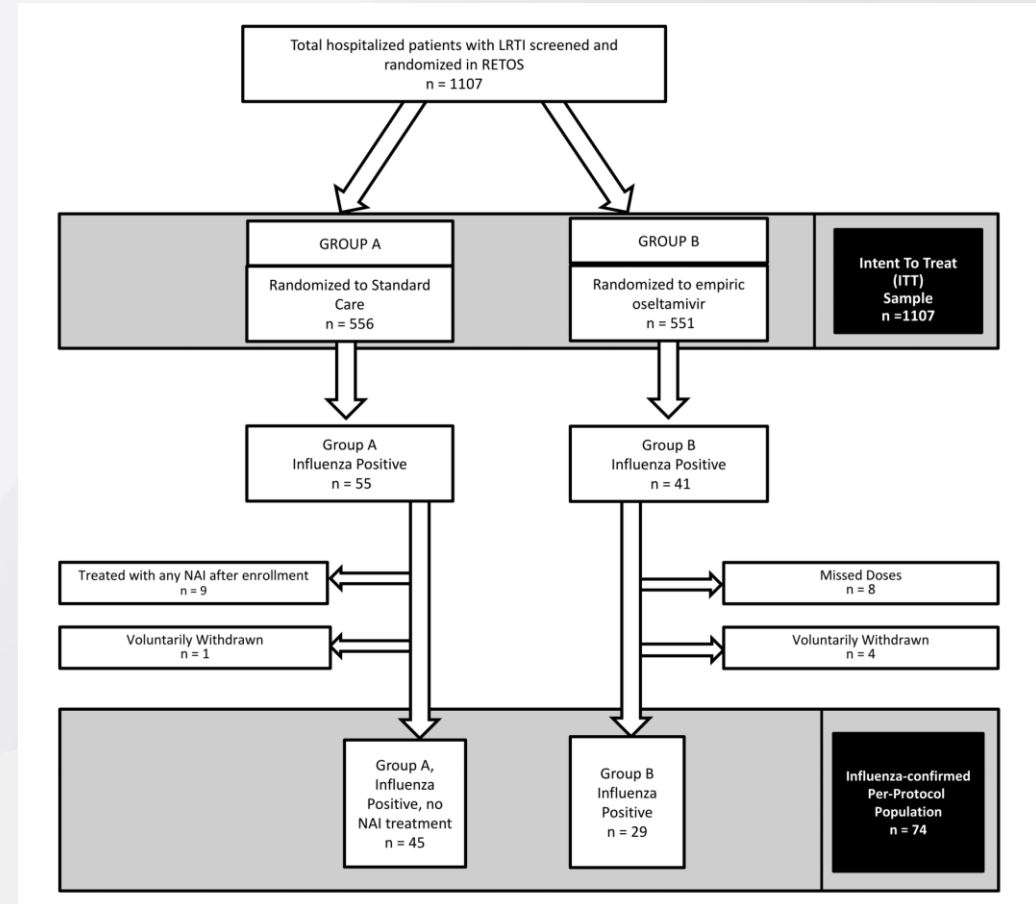 Total hospitalized patients with LRTI screened and
randomized in RETOS
n = 1107
GROUP A
Randomized to Standard
Care
n = 556
GROUP B
Randomized to empiric
oseltamivir
n = 551
Intent To Treat
(ITT)
Sample
n =1107
Group A
Influenza Positive
n = 55
Group B
Influenza Positive
n = 41
Treated with any NAI after enrollment
n = 9
Missed Doses
n = 8
Voluntarily Withdrawn
n = 1
Voluntarily Withdrawn
n = 4
Group A,
Influenza
Positive, no
NAI treatment
n = 45
Group B
Influenza
Positive
n = 29
Influenza-confirmed
Per-Protocol
Population
n = 74